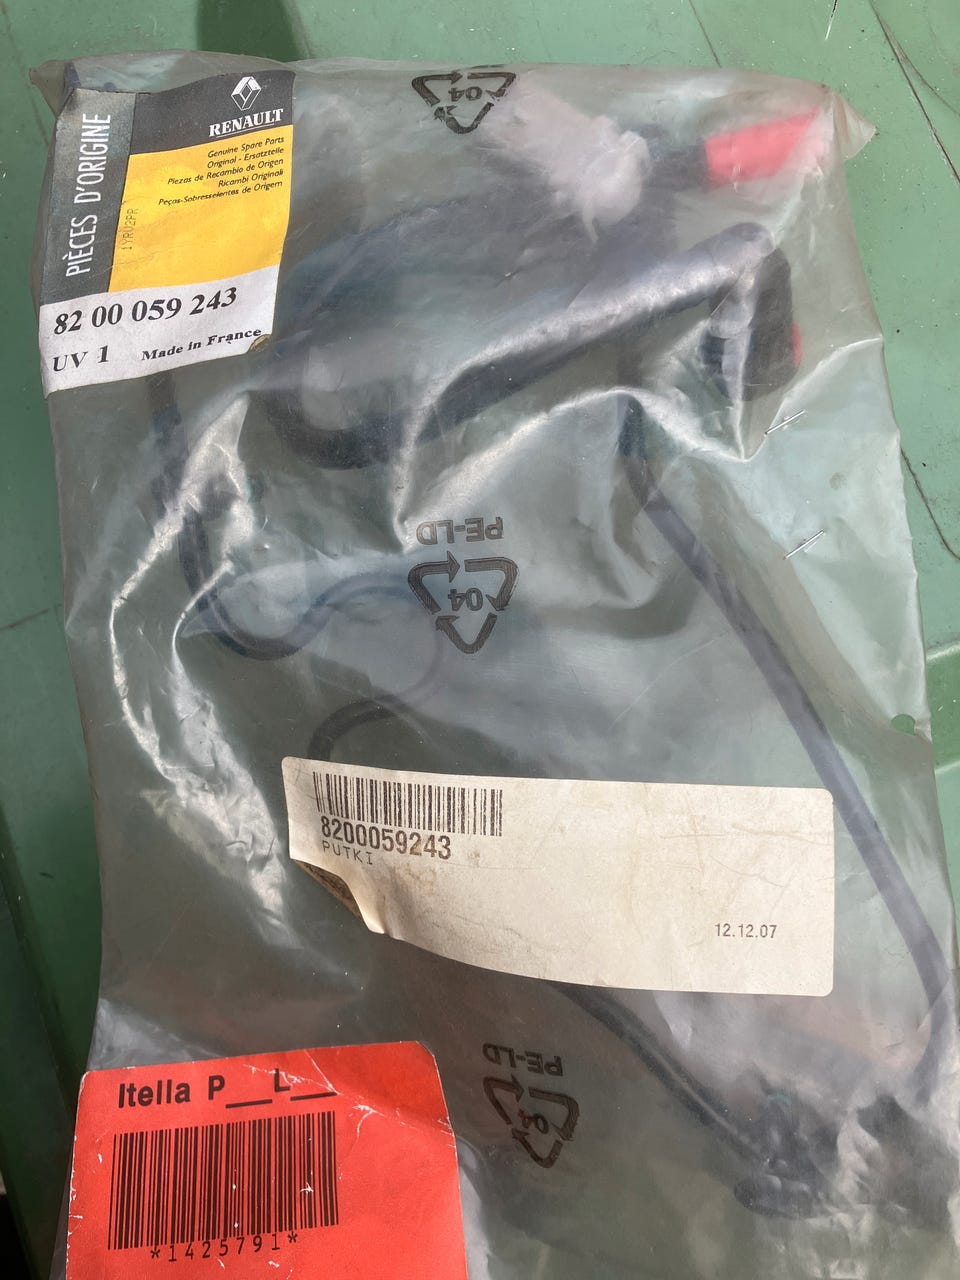 04
PIÈCES D'ORIGINE
RENAULT
Genuine Spare Parts
Original - Ersatzteile
Piezas de Recambio de Origen
Ricambi Originali
Peças-Sobresselentes de Origem
1YRV2PR
82 00 059 243
UV 1 Made in France
PE-LD
04
8200059243
PUTKI
12.12.07
PE-LD
04
Itella P__L__
*1425791*